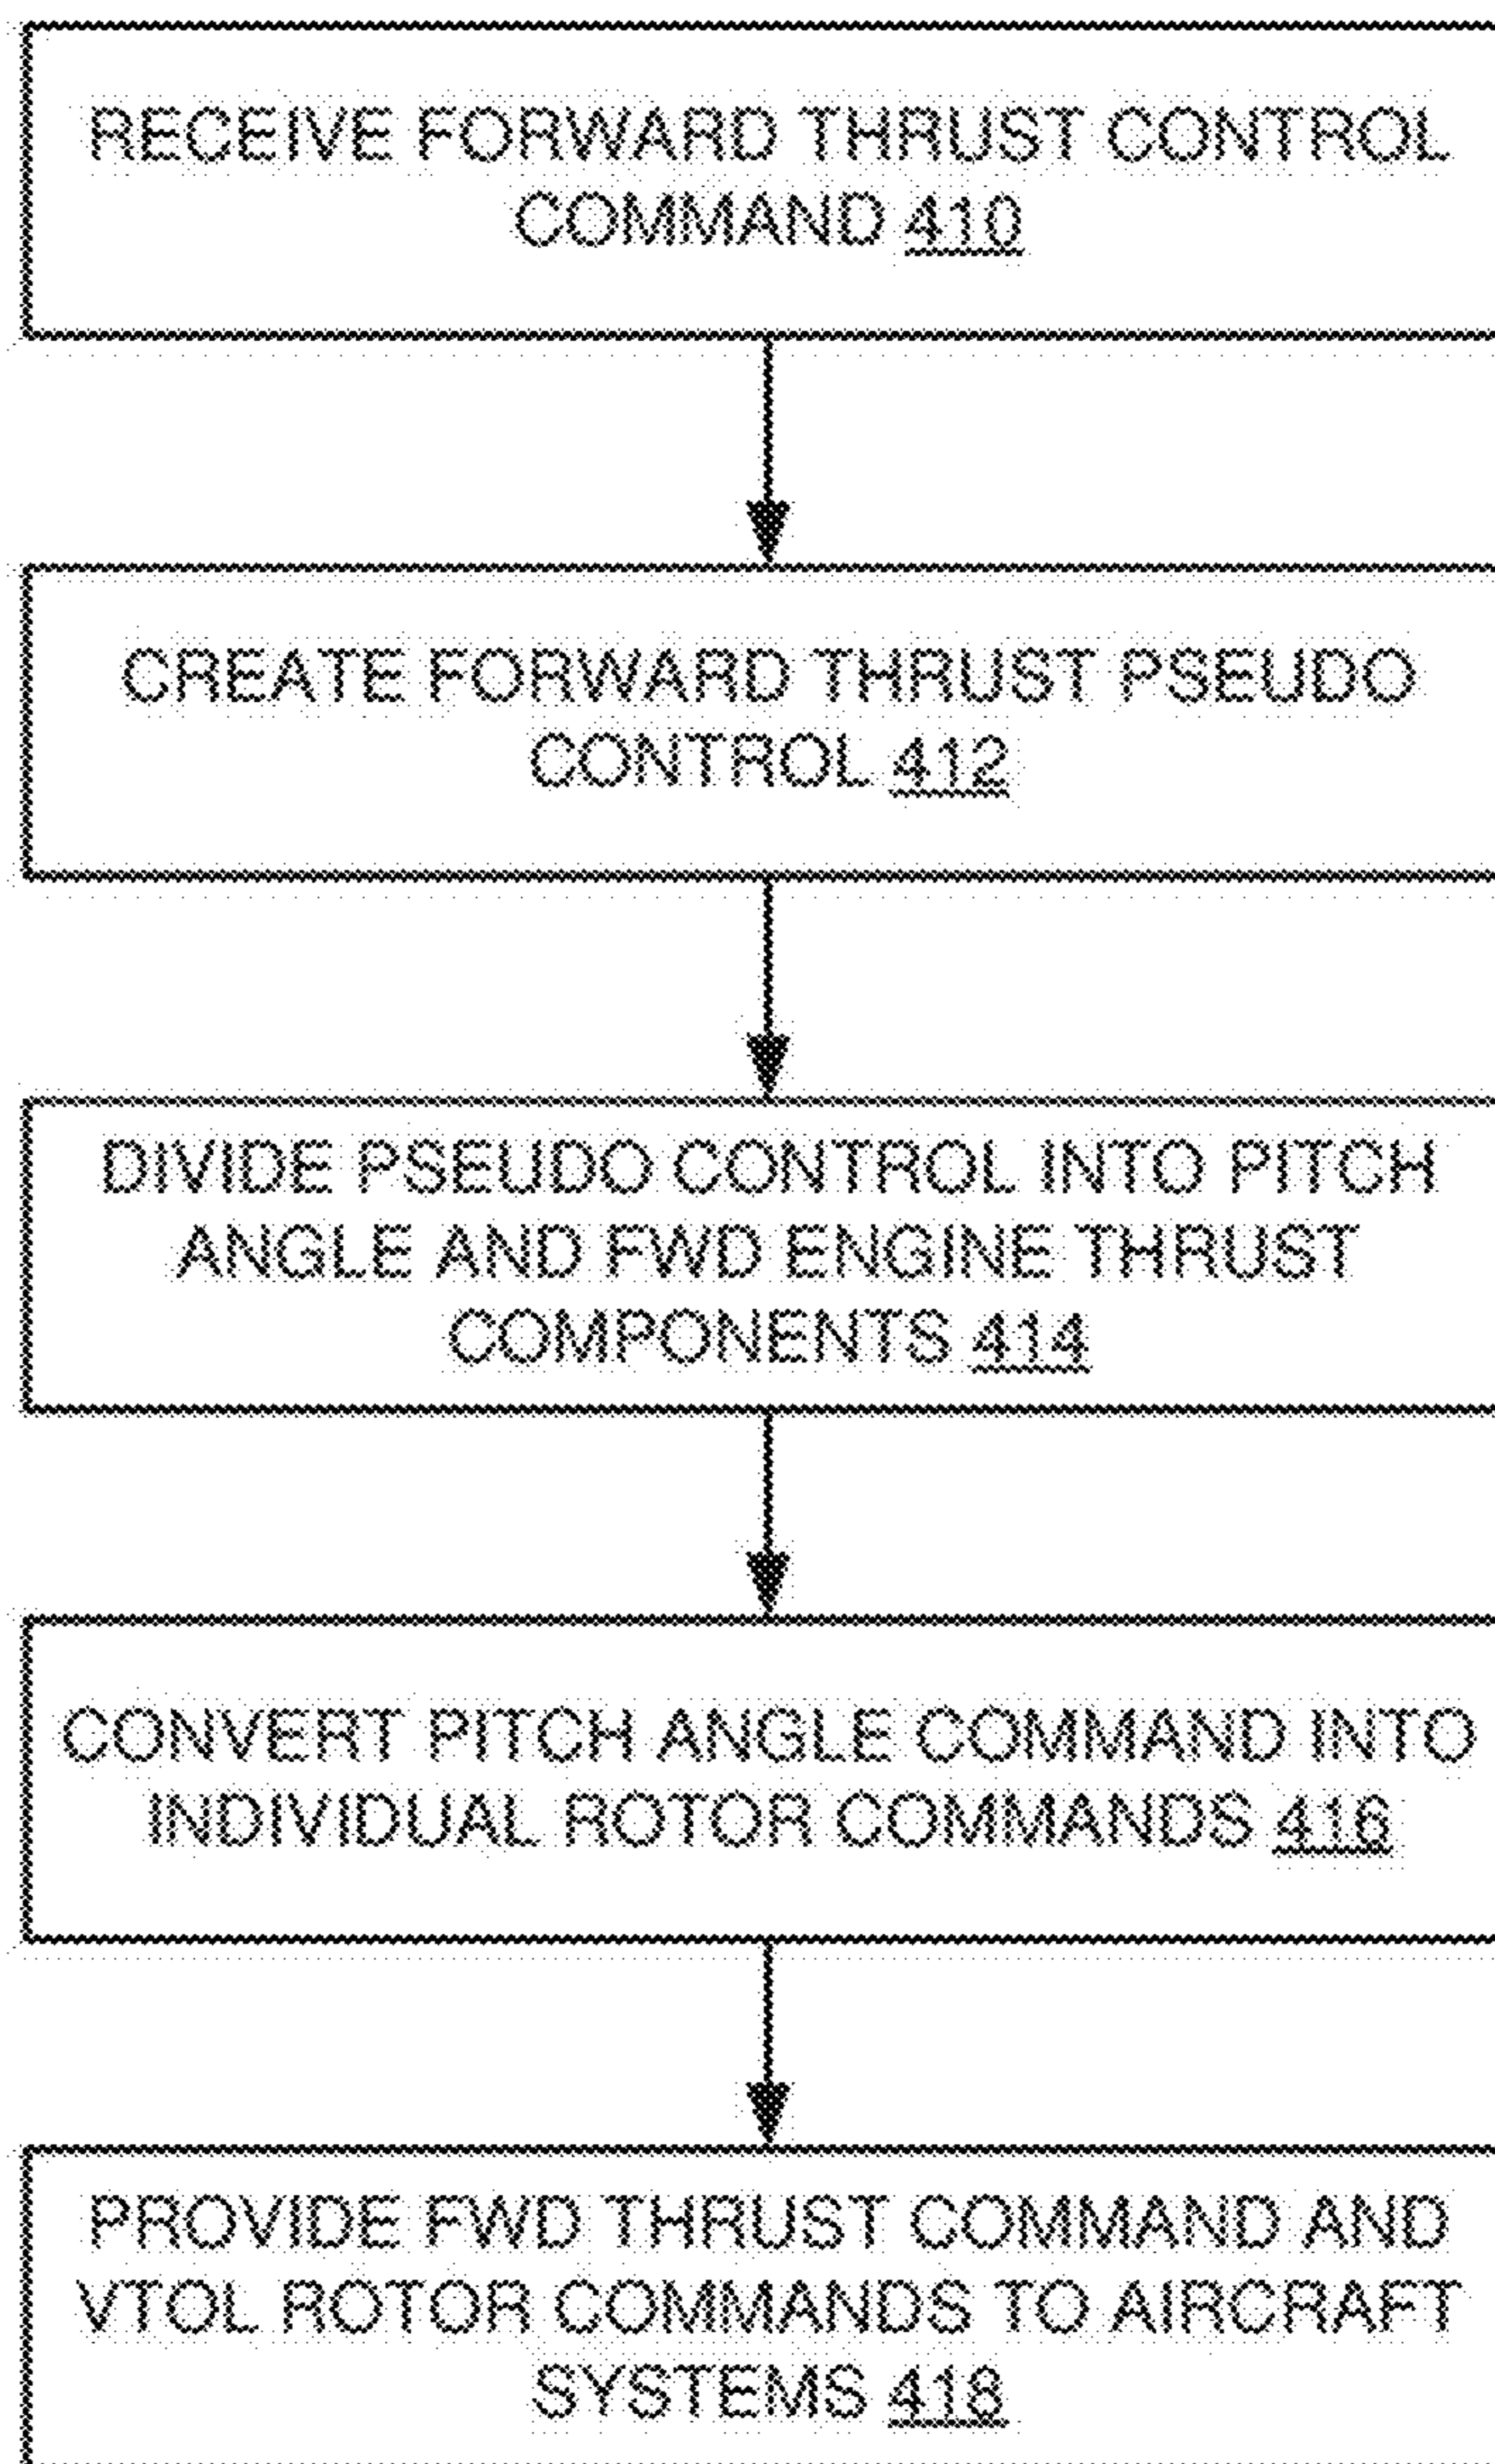 RECEIVE FORWARD THRUST CONTROL
COMMAND 410
CREATE FORWARD THRUST PSEUDO
CONTROL 412
DIVIDE PSEUDO CONTROL INTO PITCH
ANGLE AND FWD ENGINE THRUST
COMPONENTS 414
CONVERT PITCH ANGLE COMMAND INTO
INDIVIDUAL ROTOR COMMANDS 416
PROVIDE FWD THRUST COMMAND AND
VTOL ROTOR COMMANDS TO AIRCRAFT
SYSTEMS 418